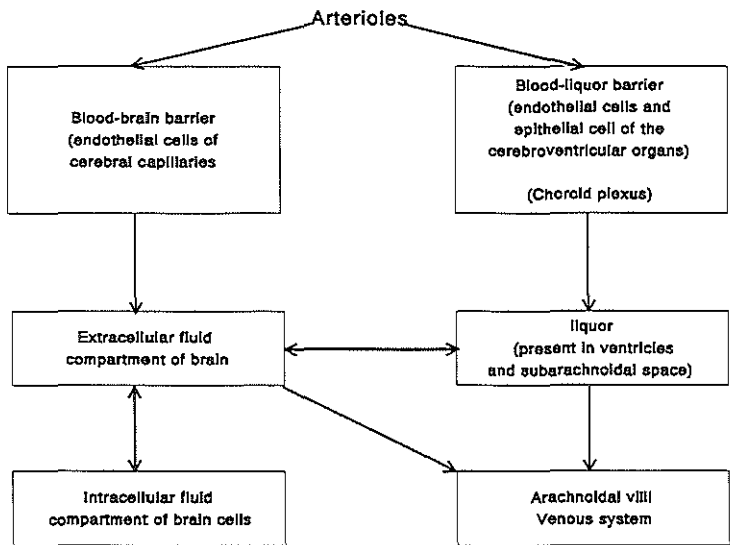 Arterioles
Blood-brain barrier
(endothelial cells of
cerebral capillaries
Blood-liquor barrier
(endothelial cells and
epithelial cell of the
cerebroventricular organs)
(Choroid plexus)
Extracellular fluid
compartment of brain
liquor
(present in ventricles
and subarachnoidal space)
Intracellular fluid
compartment of brain cells
Arachnoidal villi
Venous system